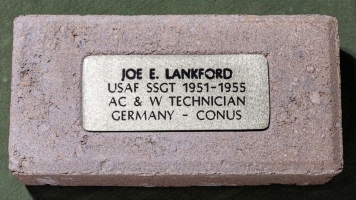 JOE E. LANKFORD
USAF SSGT 1951-1955
AC & W TECHNICIAN
GERMANY - CONUS